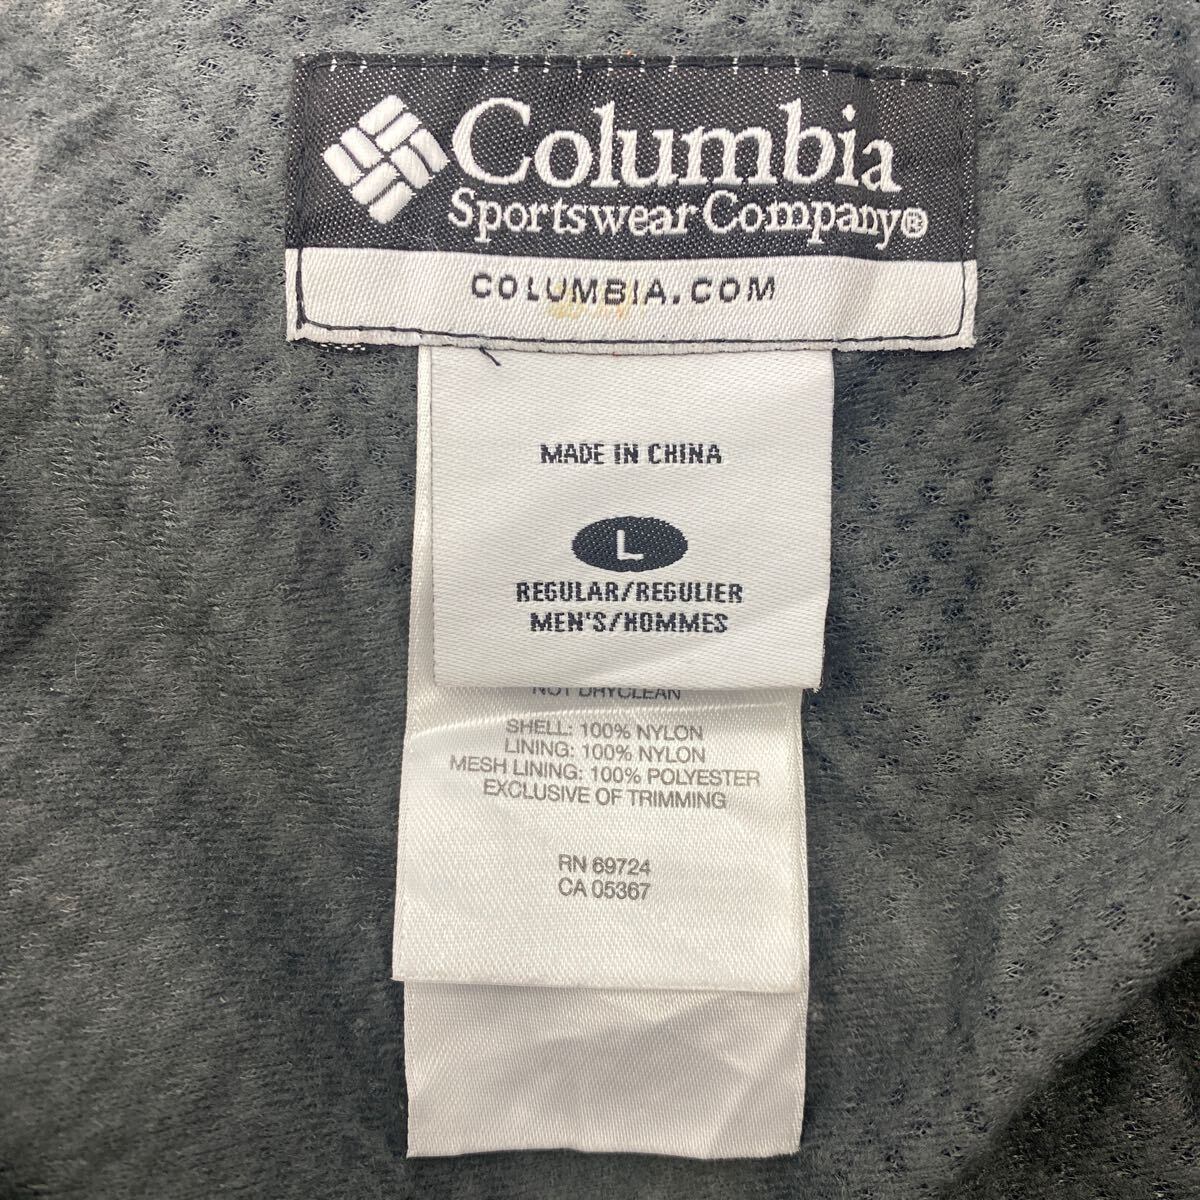 Columbia
Sportswear Company®
COLUMBIA.COM
MADE IN CHINA
L
REGULAR/REGULIER
MEN'S/HOMMES
NOT DRYCLEAN
SHELL: 100% NYLON
LINING: 100% NYLON
MESH LINING: 100% POLYESTER
EXCLUSIVE OF TRIMMING
RN 69724
CA 05367